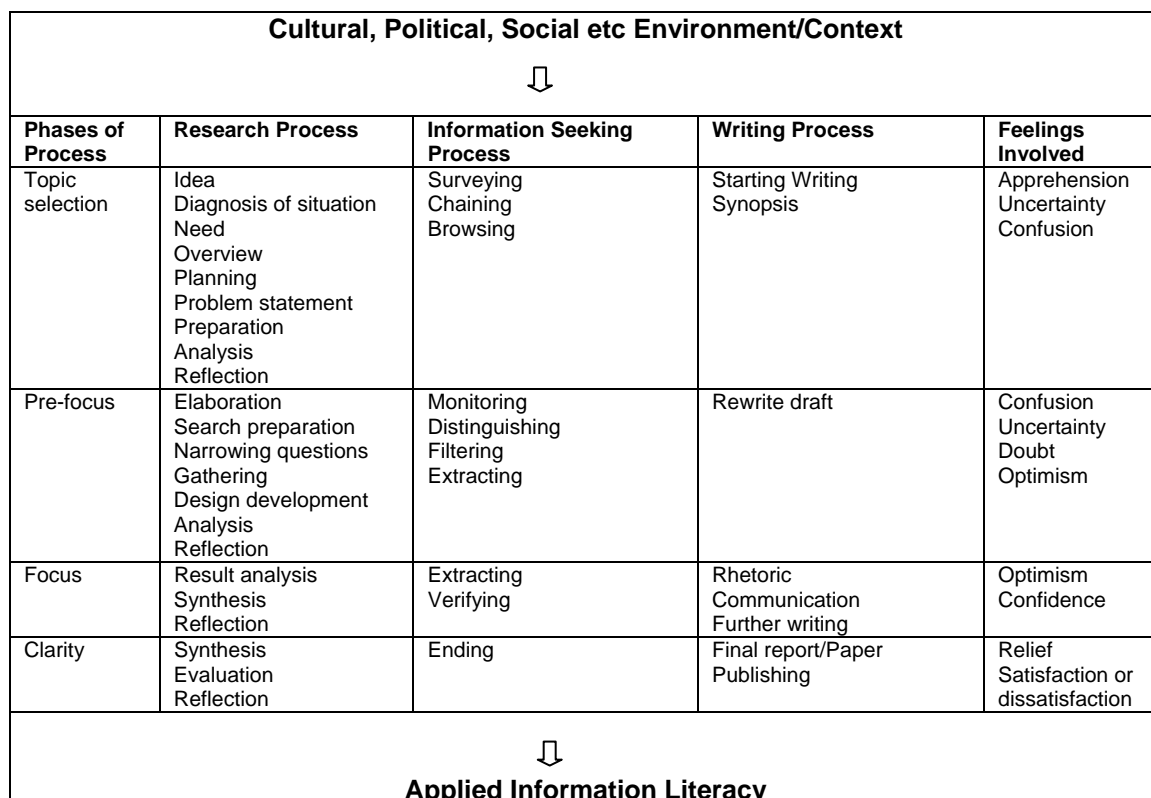 Cultural, Political, Social etc Environment/Context
Phases of Process
Research Process
Information Seeking Process
Writing Process
Feelings Involved
Topic selection
Idea
Diagnosis of situation
Need
Overview
Planning
Problem statement
Preparation
Analysis
Reflection
Surveying
Chaining
Browsing
Starting Writing
Synopsis
Apprehension
Uncertainty
Confusion
Pre-focus
Elaboration
Search preparation
Narrowing questions
Gathering
Design development
Analysis
Reflection
Monitoring
Distinguishing
Filtering
Extracting
Rewrite draft
Confusion
Uncertainty
Doubt
Optimism
Focus
Result analysis
Synthesis
Reflection
Extracting
Verifying
Rhetoric
Communication
Further writing
Optimism
Confidence
Clarity
Synthesis
Evaluation
Reflection
Ending
Final report/Paper
Publishing
Relief
Satisfaction or
dissatisfaction
Applied Information Literacy